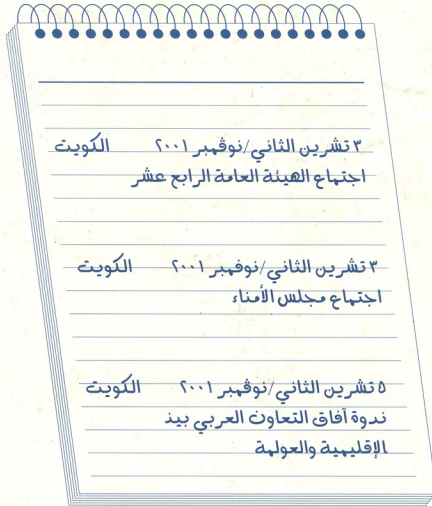 ٣ تشرين الثاني/نوفمبر ٢٠٠١ الكويت
اجتماع الهيئة العامة الرابع عشر
٣ تشرين الثاني/نوفمبر ٢٠٠١ الكويت
اجتماع مجلس الأمناء
٥ تشرين الثاني/نوفمبر ٢٠٠١ الكويت
ندوة آفاق التعاون العربي بين
الإقليمية والعولمة